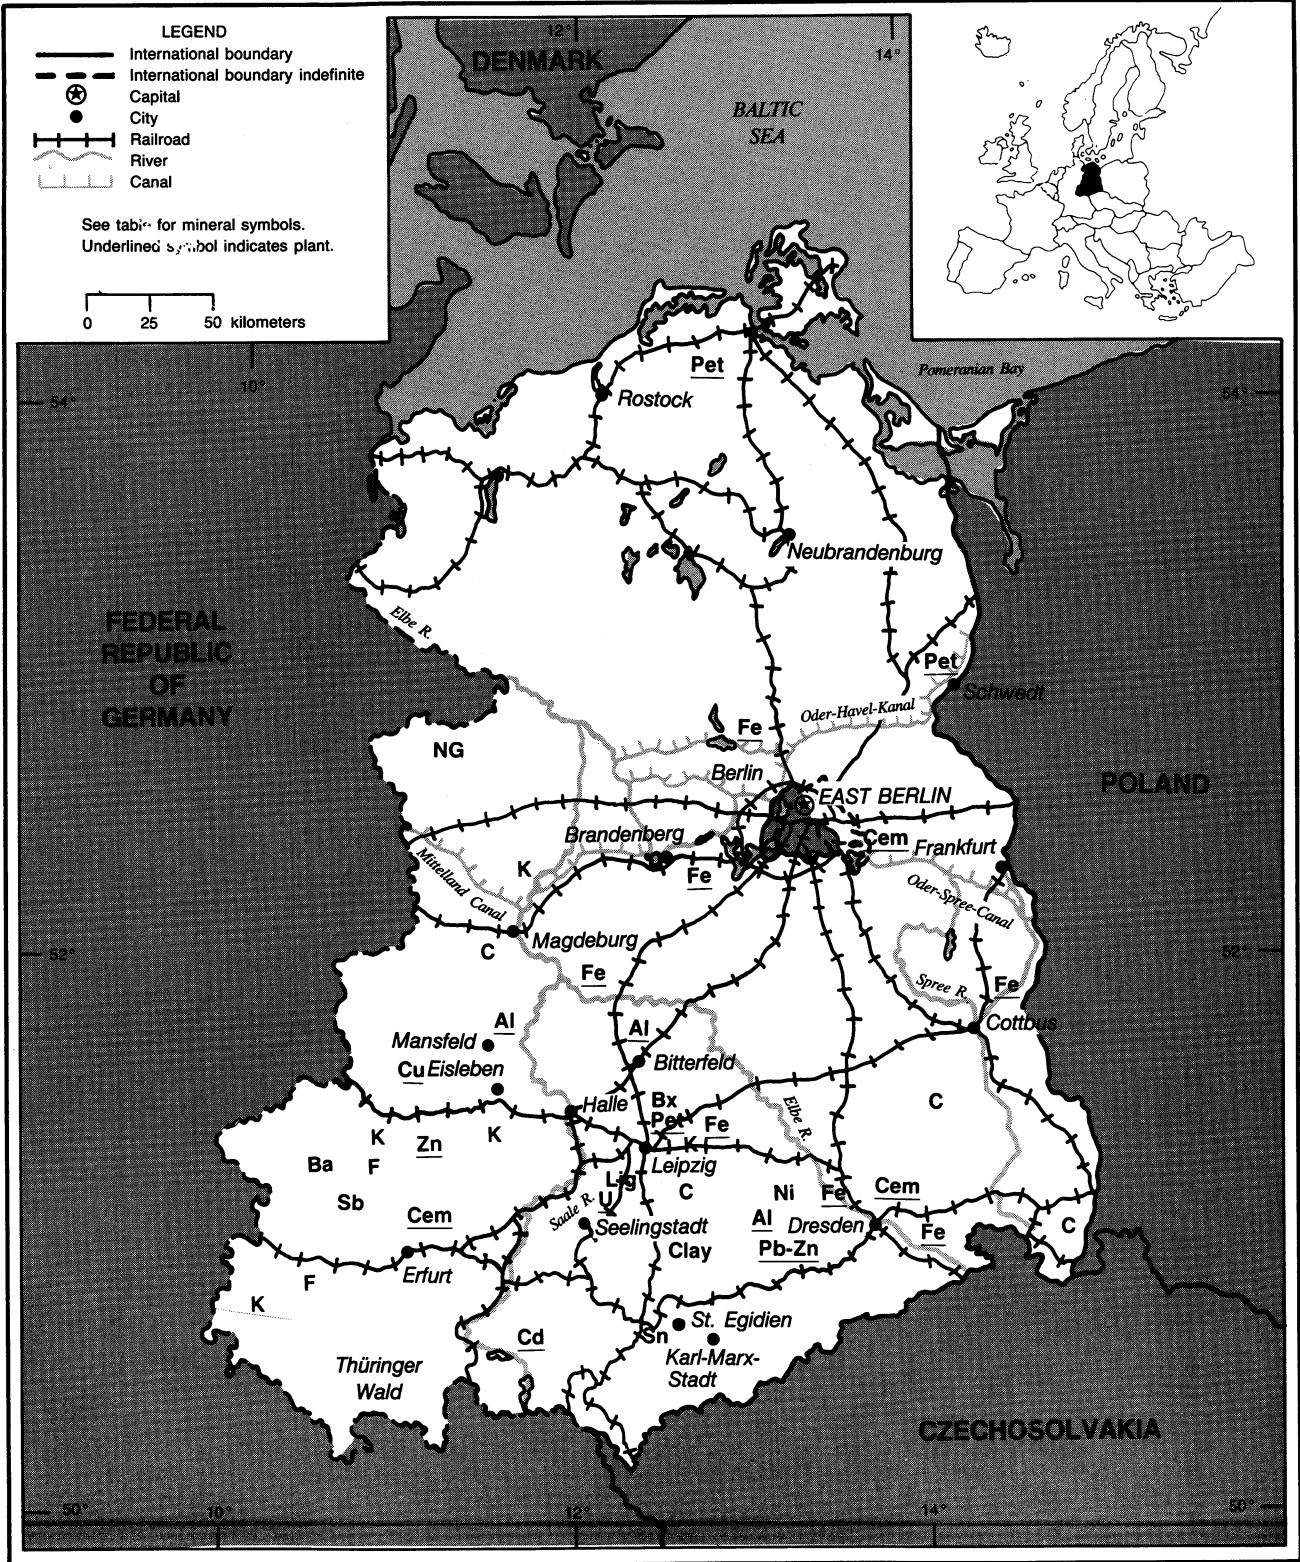 LEGEND
International boundary
International boundary indefinite
Capital
City
Railroad
River
Canal
See for mineral symbols.
Underlined indicates plant.
0 25 50 kilometers
12°
14°
DENMARK
BALTIC
SEA
10°
Pomeranian Bay
54°
54°
Pet
Rostock
Neubrandenburg
Elbe R.
FEDERAL
REPUBLIC
OF
GERMANY
Pet
Schwedt
Oder-Havel-Kanal
Fe
NG
Berlin
POLAND
EAST BERLIN
Brandenberg
Cem
Frankfurt
Mittelland Canal
K
Fe
Oder-Spree-Canal
Magdeburg
C
52°
52°
Fe
Spree R.
Fe
Cottbus
Al
Al
Mansfeld
Bitterfeld
Cu Eisleben
Halle
Bx
Pet
Fe
Elbe R.
C
K
Zn
K
K
Ba
F
Leipzig
Lig
U
C
Ni
Fe
Cem
Sb
Cem
Saale R.
Seelingstadt
Al
Dresden
Fe
C
Clay
Pb-Zn
Erfurt
F
K
Cd
Sn
St. Egidien
Karl-Marx-
Stadt
Thüringer
Wald
CZECHOSOLVAKIA
50°
10°
12°
14°
50°